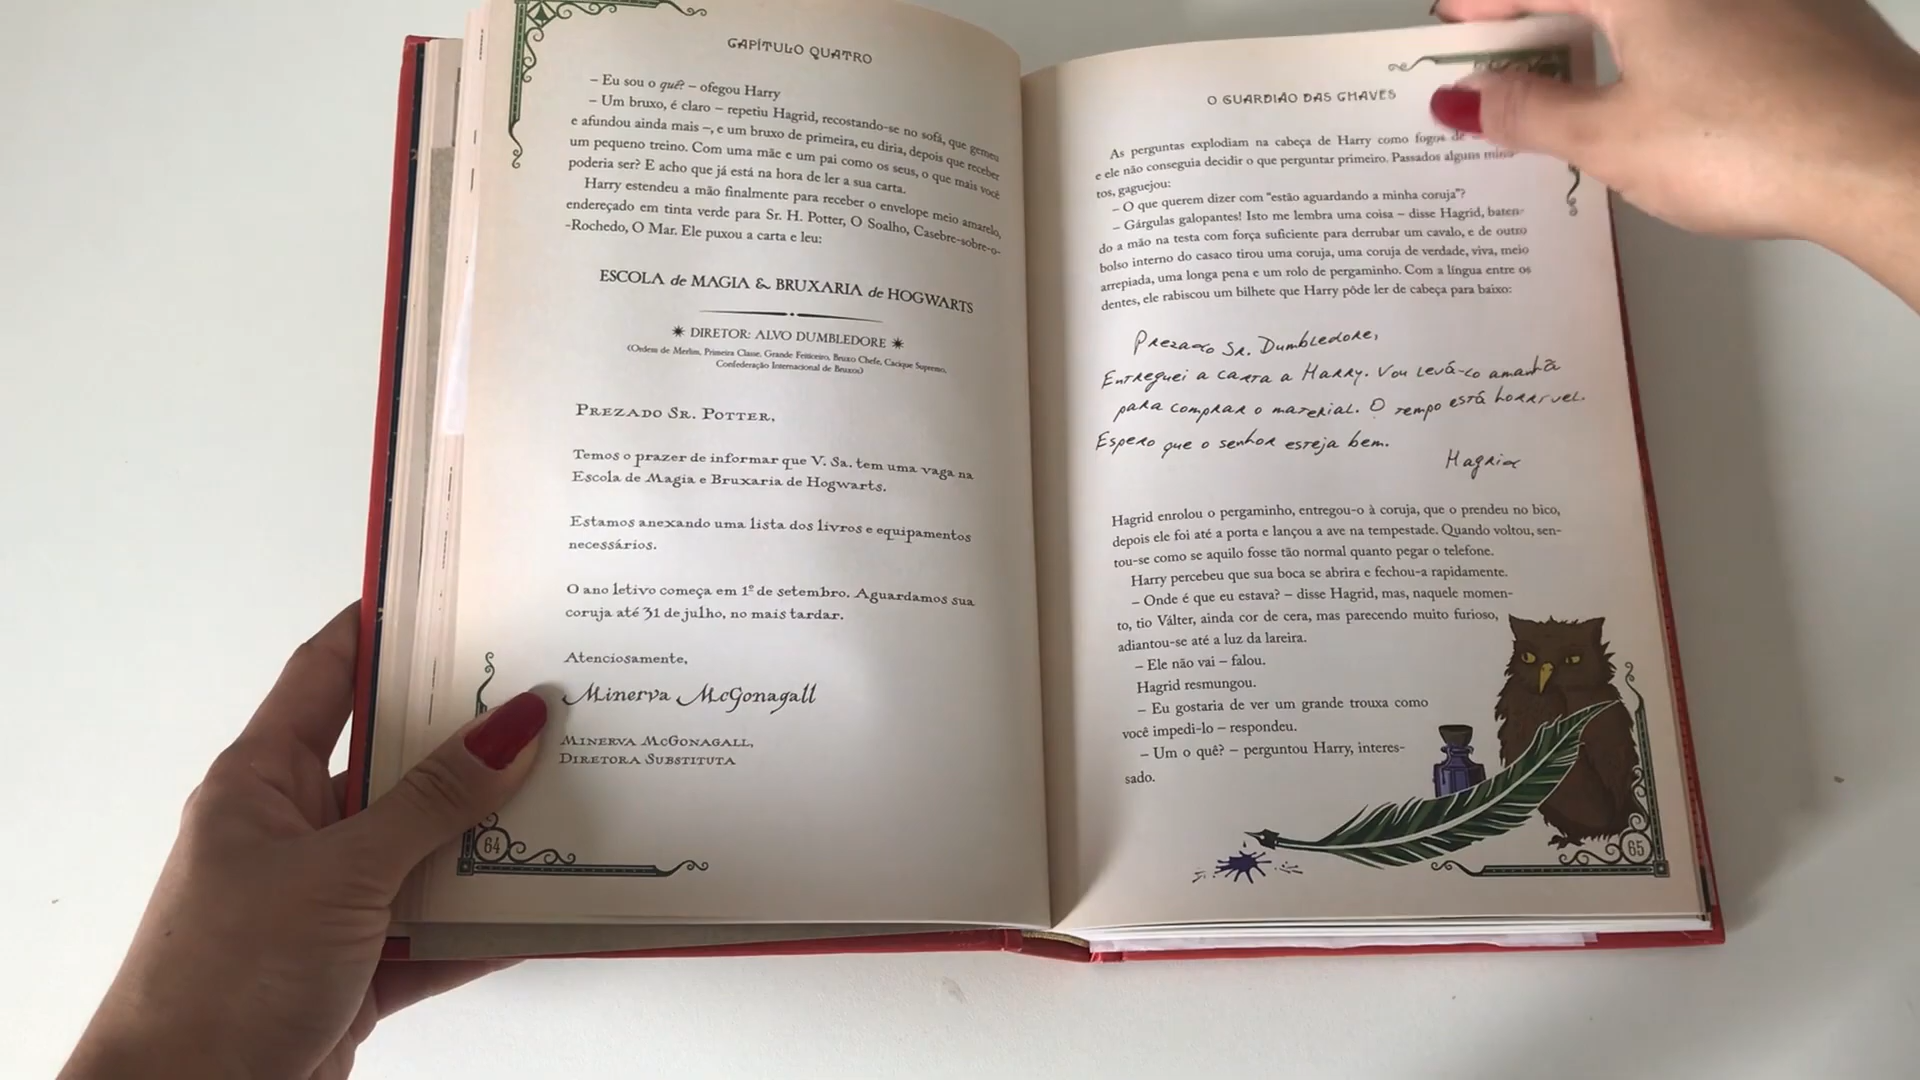 CAPÍTULO QUATRO
– Eu sou o quê? – ofegou Harry
– Um bruxo, é claro – repetiu Hagrid, recostando-se no sofá, que gemeu
e afundou ainda mais –, e um bruxo de primeira, eu diria, depois que receber
um pequeno treino. Com uma mãe e um pai como os seus, o que mais você
poderia ser? E acho que já está na hora de ler a sua carta.
Harry estendeu a mão finalmente para receber o envelope meio amarelo,
endereçado em tinta verde para Sr. H. Potter, O Soalho, Casebre-sobre-o-
-Rochedo, O Mar. Ele puxou a carta e leu:
ESCOLA de MAGIA & BRUXARIA de HOGWARTS
DIRETOR: ALVO DUMBLEDORE
(Ordem de Merlim, Primeira Classe, Grande Feiticeiro, Bruxo Chefe, Cacique Supremo,
Confederação Internacional de Bruxos)
PREZADO SR. POTTER,
Temos o prazer de informar que V. Sa. tem uma vaga na
Escola de Magia e Bruxaria de Hogwarts.
Estamos anexando uma lista dos livros e equipamentos
necessários.
O ano letivo começa em 1º de setembro. Aguardamos sua
coruja até 31 de julho, no mais tardar.
Atenciosamente,
Minerva McGonagall
MINERVA MCGONAGALL,
DIRETORA SUBSTITUTA
64
O GUARDIÃO DAS CHAVES
As perguntas explodiam na cabeça de Harry como fogos de
e ele não conseguia decidir o que perguntar primeiro. Passados alguns minu-
tos, gaguejou:
– O que querem dizer com "estão aguardando a minha coruja"?
– Gárgulas galopantes! Isto me lembra uma coisa – disse Hagrid, baten-
do a mão na testa com força suficiente para derrubar um cavalo, e de outro
bolso interno do casaco tirou uma coruja, uma coruja de verdade, viva, meio
arrepiada, uma longa pena e um rolo de pergaminho. Com a língua entre os
dentes, ele rabiscou um bilhete que Harry pôde ler de cabeça para baixo:
Prezado Sr. Dumbledore,
Entreguei a carta a Harry. Vou levá-lo amanhã
para comprar o material. O tempo está horrível.
Espero que o senhor esteja bem.
Hagrid
Hagrid enrolou o pergaminho, entregou-o à coruja, que o prendeu no bico,
depois ele foi até a porta e lançou a ave na tempestade. Quando voltou, sen-
tou-se como se aquilo fosse tão normal quanto pegar o telefone.
Harry percebeu que sua boca se abrira e fechou-a rapidamente.
– Onde é que eu estava? – disse Hagrid, mas, naquele momen-
to, tio Válter, ainda cor de cera, mas parecendo muito furioso,
adiantou-se até a luz da lareira.
– Ele não vai – falou.
Hagrid resmungou.
– Eu gostaria de ver um grande trouxa como
você impedi-lo – respondeu.
– Um o quê? – perguntou Harry, interes-
sado.
65